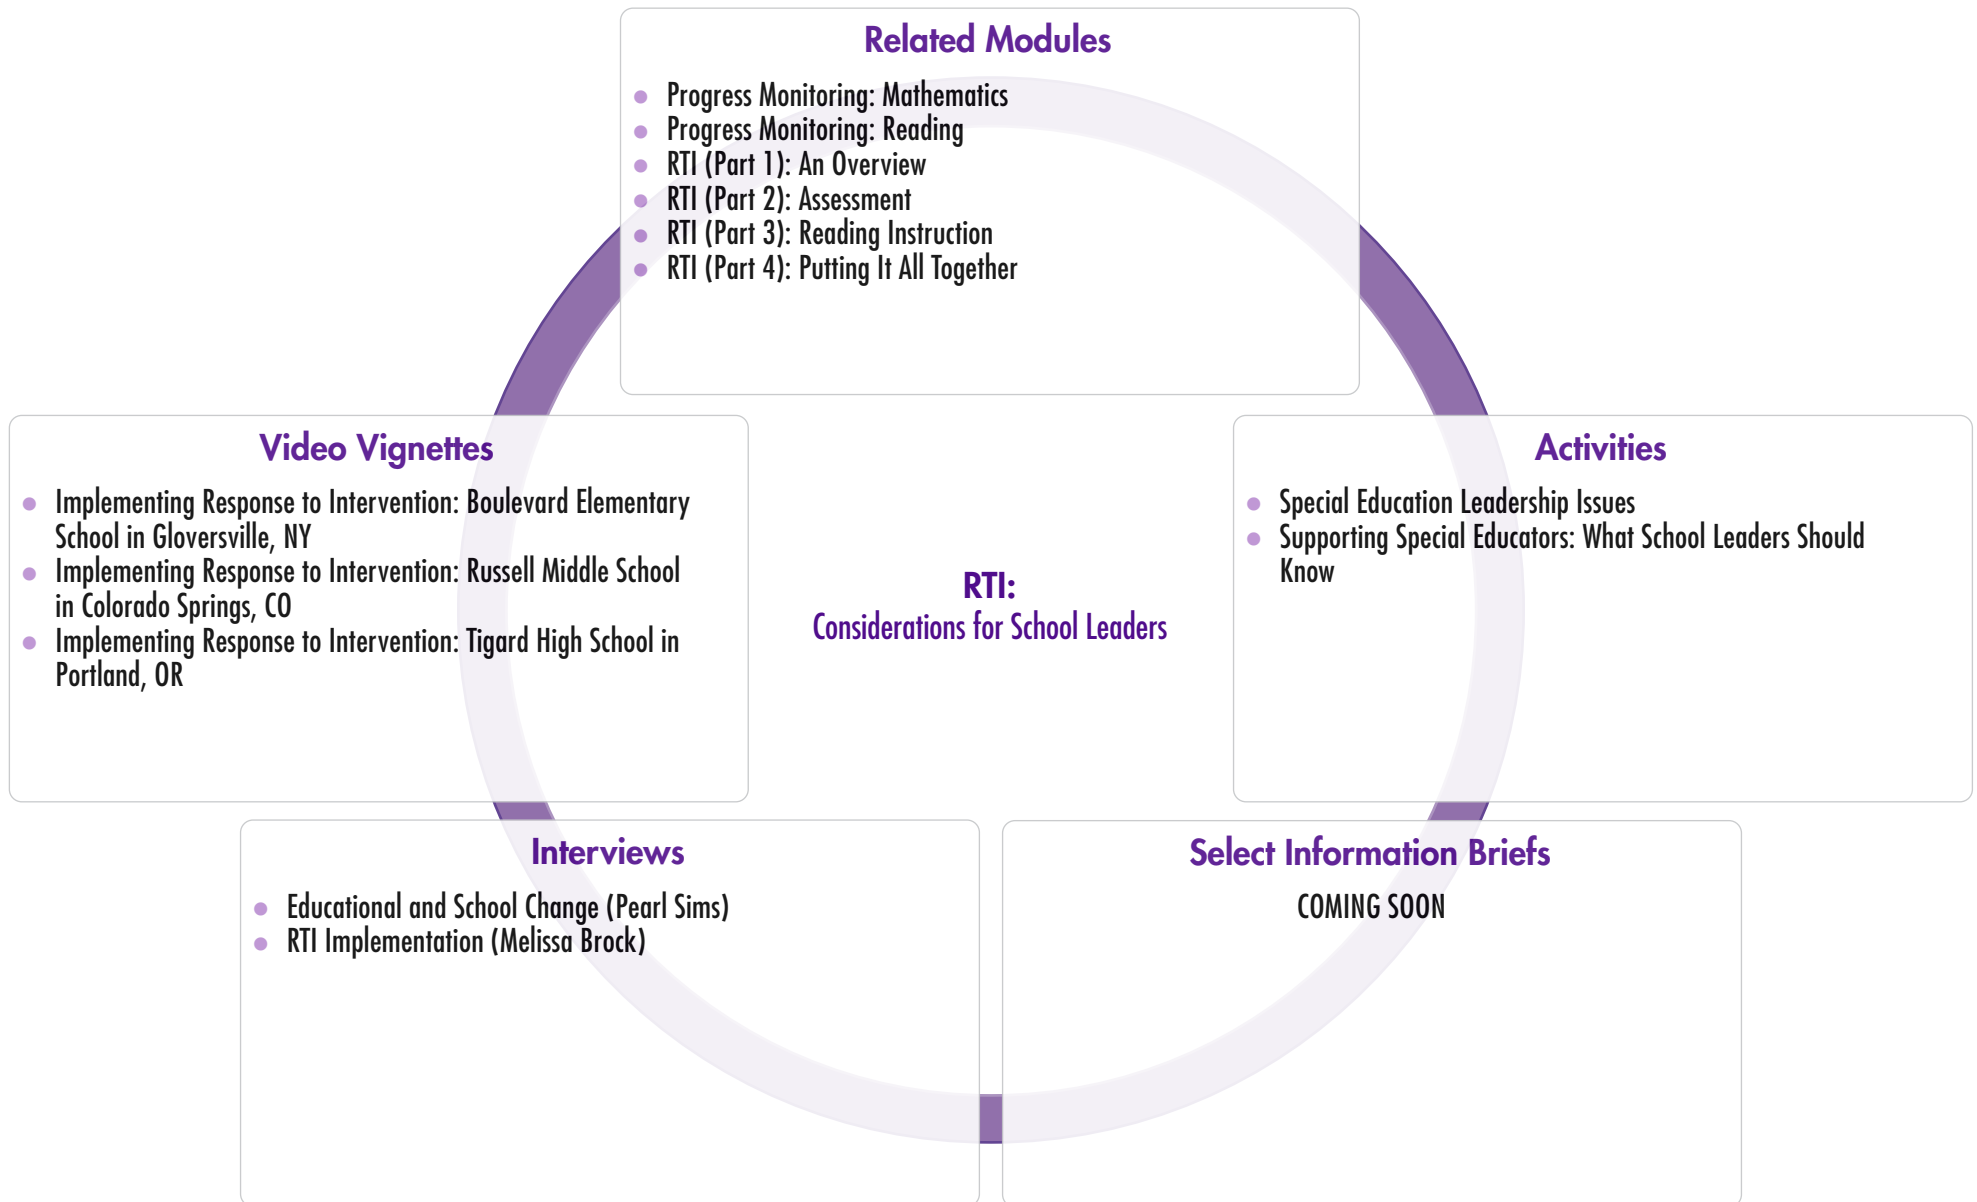 Related Modules
Progress Monitoring: Mathematics
Progress Monitoring: Reading
RTI (Part 1): An Overview
RTI (Part 2): Assessment
RTI (Part 3): Reading Instruction
RTI (Part 4): Putting It All Together
Video Vignettes
Implementing Response to Intervention: Boulevard Elementary
School in Gloversville, NY
Implementing Response to Intervention: Russell Middle School
in Colorado Springs, CO
Implementing Response to Intervention: Tigard High School in
Portland, OR
RTI:
Considerations for School Leaders
Activities
Special Education Leadership Issues
Supporting Special Educators: What School Leaders Should
Know
Interviews
Educational and School Change (Pearl Sims)
RTI Implementation (Melissa Brock)
Select Information Briefs
COMING SOON